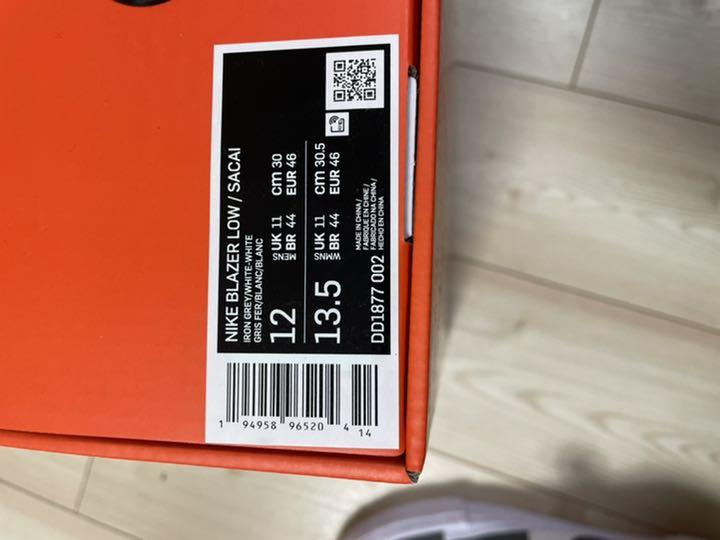 NIKE BLAZER LOW / SACAI
IRON GREY/WHITE-WHITE
GRIS FER/BLANC/BLANC
12 MENS UK 11 cm 30
BR 44 EUR 46
13.5 WMNS UK 11 cm 30.5
BR 44 EUR 46
DD1877 002
MADE IN CHINA /
FABRIQUE EN CHINE /
FABRICADO NA CHINA /
HECHO EN CHINA
1 94958 96520 4 14